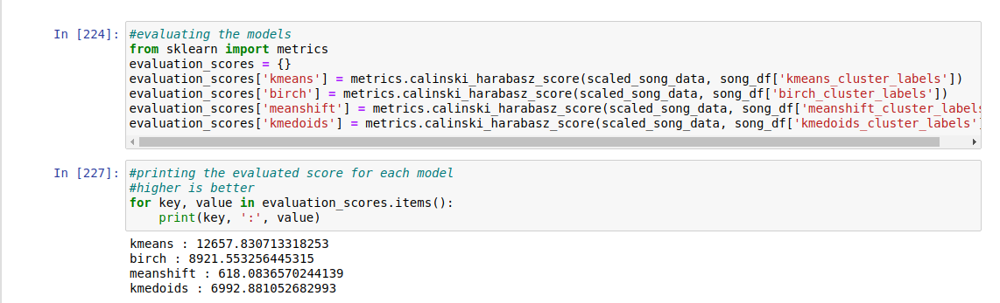 In [224]: #evaluating the models
from sklearn import metrics
evaluation_scores = {}
evaluation_scores['kmeans'] = metrics.calinski_harabasz_score(scaled_song_data, song_df['kmeans_cluster_labels'])
evaluation_scores['birch'] = metrics.calinski_harabasz_score(scaled_song_data, song_df['birch_cluster_labels'])
evaluation_scores['meanshift'] = metrics.calinski_harabasz_score(scaled_song_data, song_df['meanshift_cluster_labels
evaluation_scores['kmedoids'] = metrics.calinski_harabasz_score(scaled_song_data, song_df['kmedoids_cluster_labels'
In [227]: #printing the evaluated score for each model
#higher is better
for key, value in evaluation_scores.items():
    print(key, ':', value)
kmeans : 12657.830713318253
birch : 8921.553256445315
meanshift : 618.0836570244139
kmedoids : 6992.881052682993